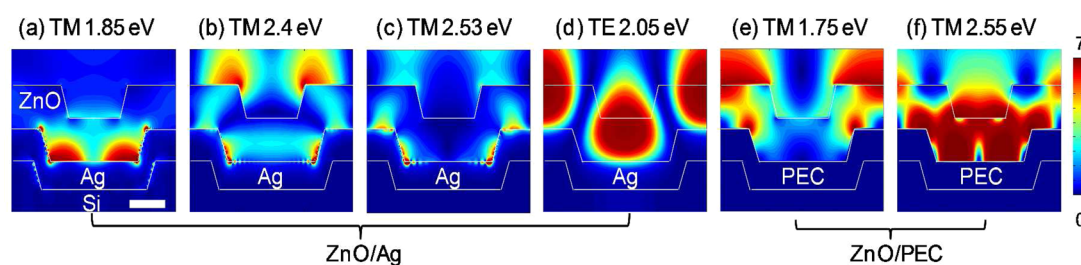 (a) TM 1.85 eV (b) TM 2.4 eV (c) TM 2.53 eV (d) TE 2.05 eV (e) TM 1.75 eV (f) TM 2.55 eV
7
ZnO
Ag Ag Ag Ag PEC PEC
Si
0
ZnO/Ag ZnO/PEC